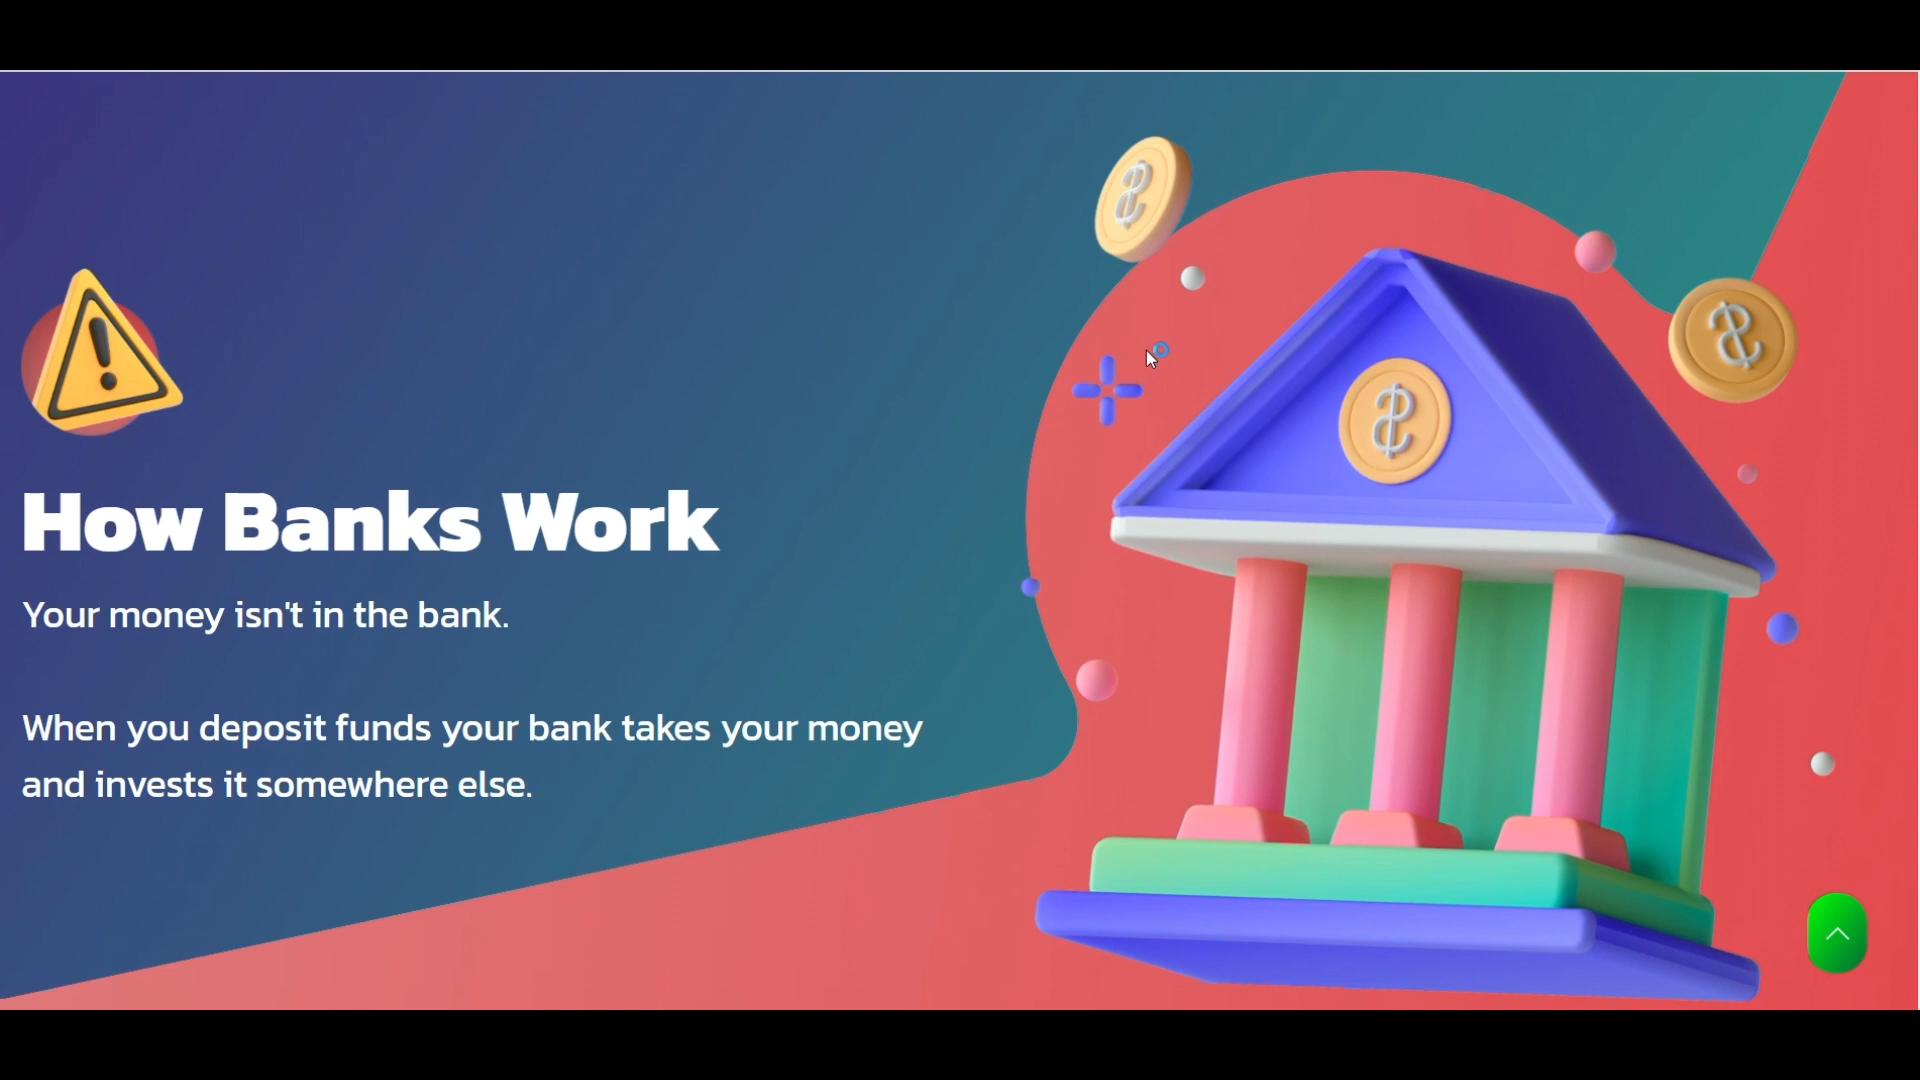 How Banks Work
Your money isn't in the bank.
When you deposit funds your bank takes your money
and invests it somewhere else.